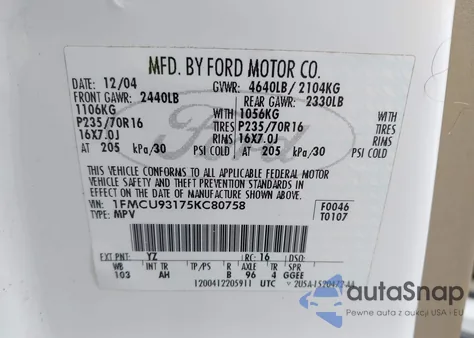 MFD. BY FORD MOTOR CO.
DATE: 12/04 GVWR: 4640LB / 2104KG
FRONT GAWR: 2440LB REAR GAWR: 2330LB
1106KG WITH 1056KG WITH
P235/70R16 TIRES P235/70R16 TIRES
16X7.0J RIMS 16X7.0J RIMS
AT 205 kPa/30 PSI COLD AT 205 kPa/30 PSI COLD
THIS VEHICLE CONFORMS TO ALL APPLICABLE FEDERAL MOTOR
VEHICLE SAFETY AND BUMPER STANDARDS IN
EFFECT ON THE DATE OF MANUFACTURE SHOWN ABOVE.
VIN: 1FMCU93175KC80758 F0046
TYPE: MPV T0107
EXT PNT: YZ RC: 16 DSO:
WB INT TR TP/PS R AXLE TR SPR
103 AH B 96 4 GGEE
1200412205911 UTC
autoSnap
Pewne auta z aukcji USA i EU
Ford